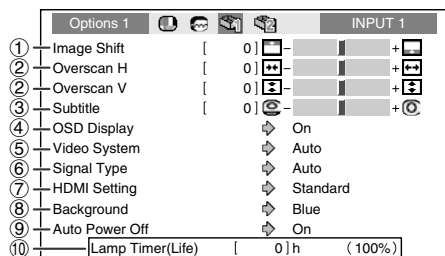 Options 1 INPUT 1
① Image Shift [ 0 ] – +
② Overscan H [ 0 ] – +
② Overscan V [ 0 ] – +
③ Subtitle [ 0 ] – +
④ OSD Display On
⑤ Video System Auto
⑥ Signal Type Auto
⑦ HDMI Setting Standard
⑧ Background Blue
⑨ Auto Power Off On
⑩ Lamp Timer(Life) [ 0 ] h (100%)